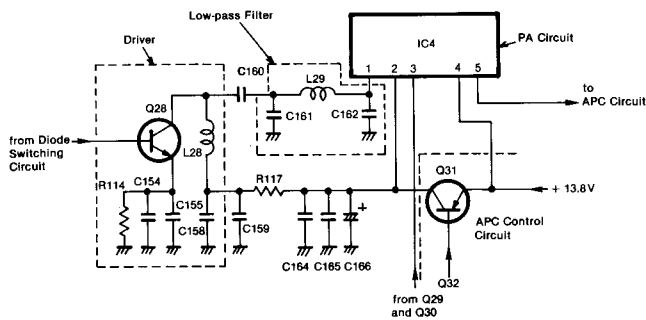 Low-pass Filter
Driver
IC4
PA Circuit
1
2
3
4
5
C160
L29
to
APC Circuit
Q28
C161
C162
from Diode
Switching
Circuit
L28
Q31
R114
C154
R117
+ 13.8V
C155
APC Control
Circuit
C158
C159
+
C164
C165
C166
Q32
from Q29
and Q30